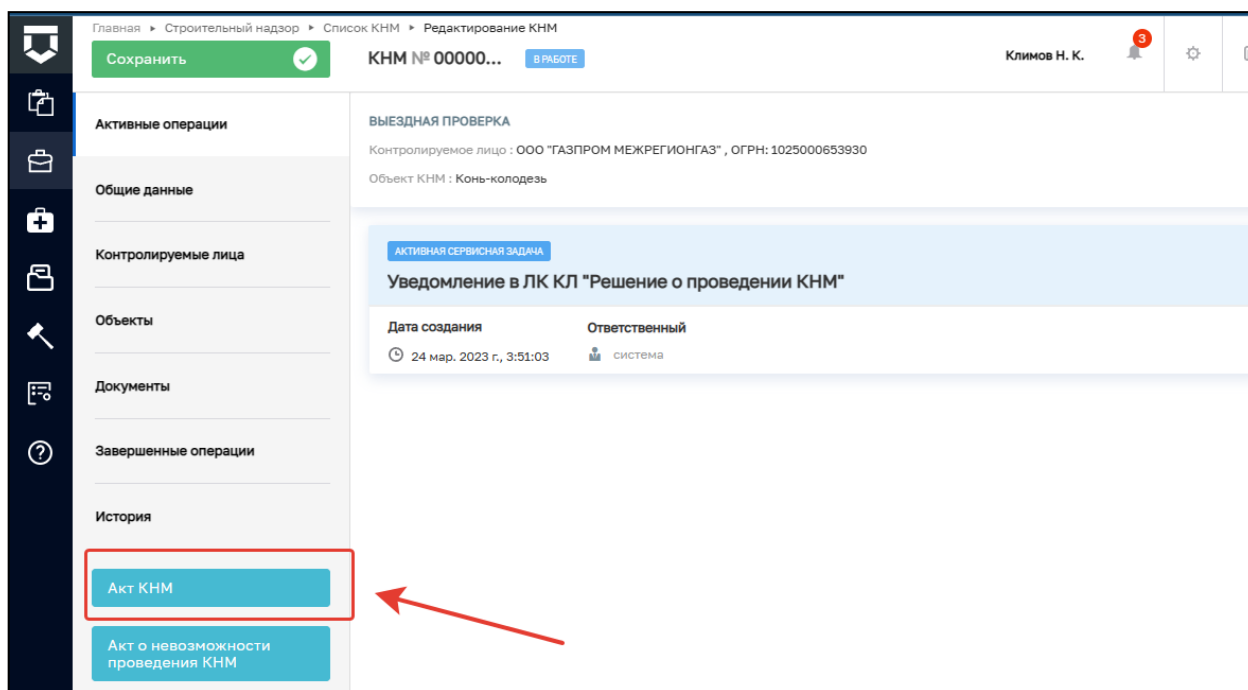 Главная ▸ Строительный надзор ▸ Список КНМ ▸ Редактирование КНМ
Сохранить
КНМ № 00000...
В РАБОТЕ
Климов Н. К.
3
Активные операции
Общие данные
Контролируемые лица
Объекты
Документы
Завершенные операции
История
Акт КНМ
Акт о невозможности
проведения КНМ
ВЫЕЗДНАЯ ПРОВЕРКА
Контролируемое лицо : ООО "ГАЗПРОМ МЕЖРЕГИОНГАЗ" , ОГРН: 1025000653930
Объект КНМ : Конь-колодезь
АКТИВНАЯ СЕРВИСНАЯ ЗАДАЧА
Уведомление в ЛК КЛ "Решение о проведении КНМ"
Дата создания
Ответственный
24 мар. 2023 г., 3:51:03
система